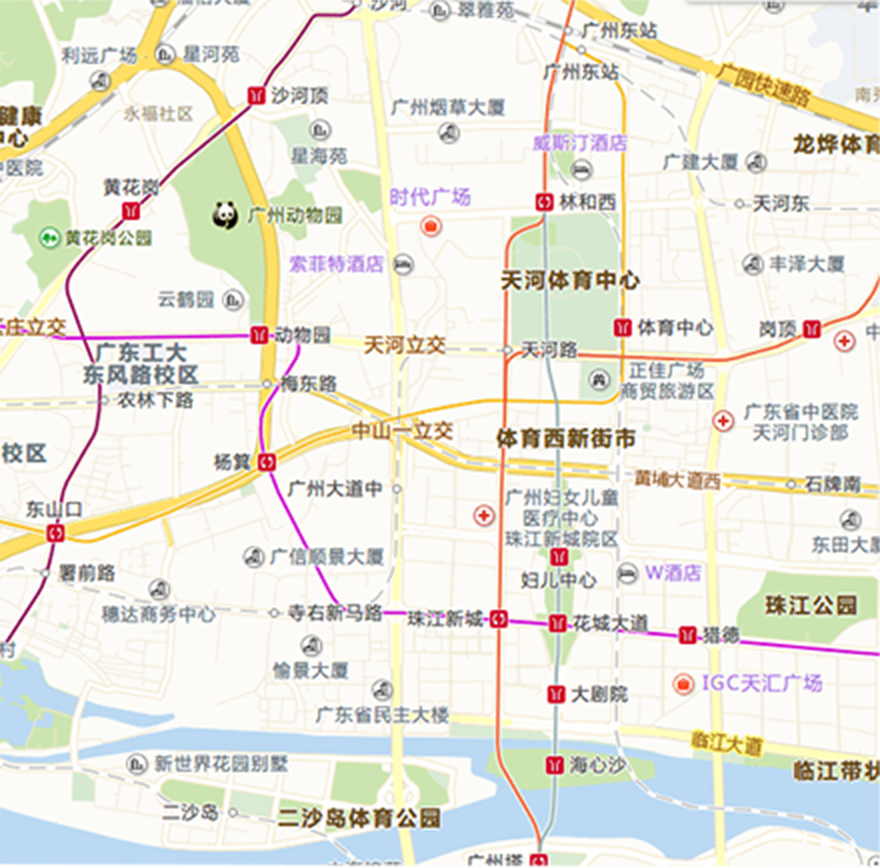 沙河
翠雅苑
广州东站
利远广场
星河苑
广州东站
广园快速路
沙河顶
广州烟草大厦
健康
中心
永福社区
威斯汀酒店
龙烨体育
星海苑
广建大厦
中医院
黄花岗
时代广场
林和西
天河东
广州动物园
黄花岗公园
索菲特酒店
丰泽大厦
天河体育中心
云鹤园
庄立交
动物园
体育中心
岗顶
中
天河立交
天河路
广东工大
东风路校区
正佳广场
商贸旅游区
梅东路
农林下路
广东省中医院
天河门诊部
中山一立交
体育西新街市
校区
杨箕
黄埔大道西
石牌南
广州大道中
广州妇女儿童
医疗中心
珠江新城院区
东山口
东田大厦
广信顺景大厦
妇儿中心
W酒店
署前路
穗达商务中心
寺右新马路
珠江新城
花城大道
猎德
珠江公园
村
愉景大厦
IGC天汇广场
大剧院
广东省民主大楼
临江大道
新世界花园别墅
海心沙
临江带状
二沙岛
二沙岛体育公园
广州塔